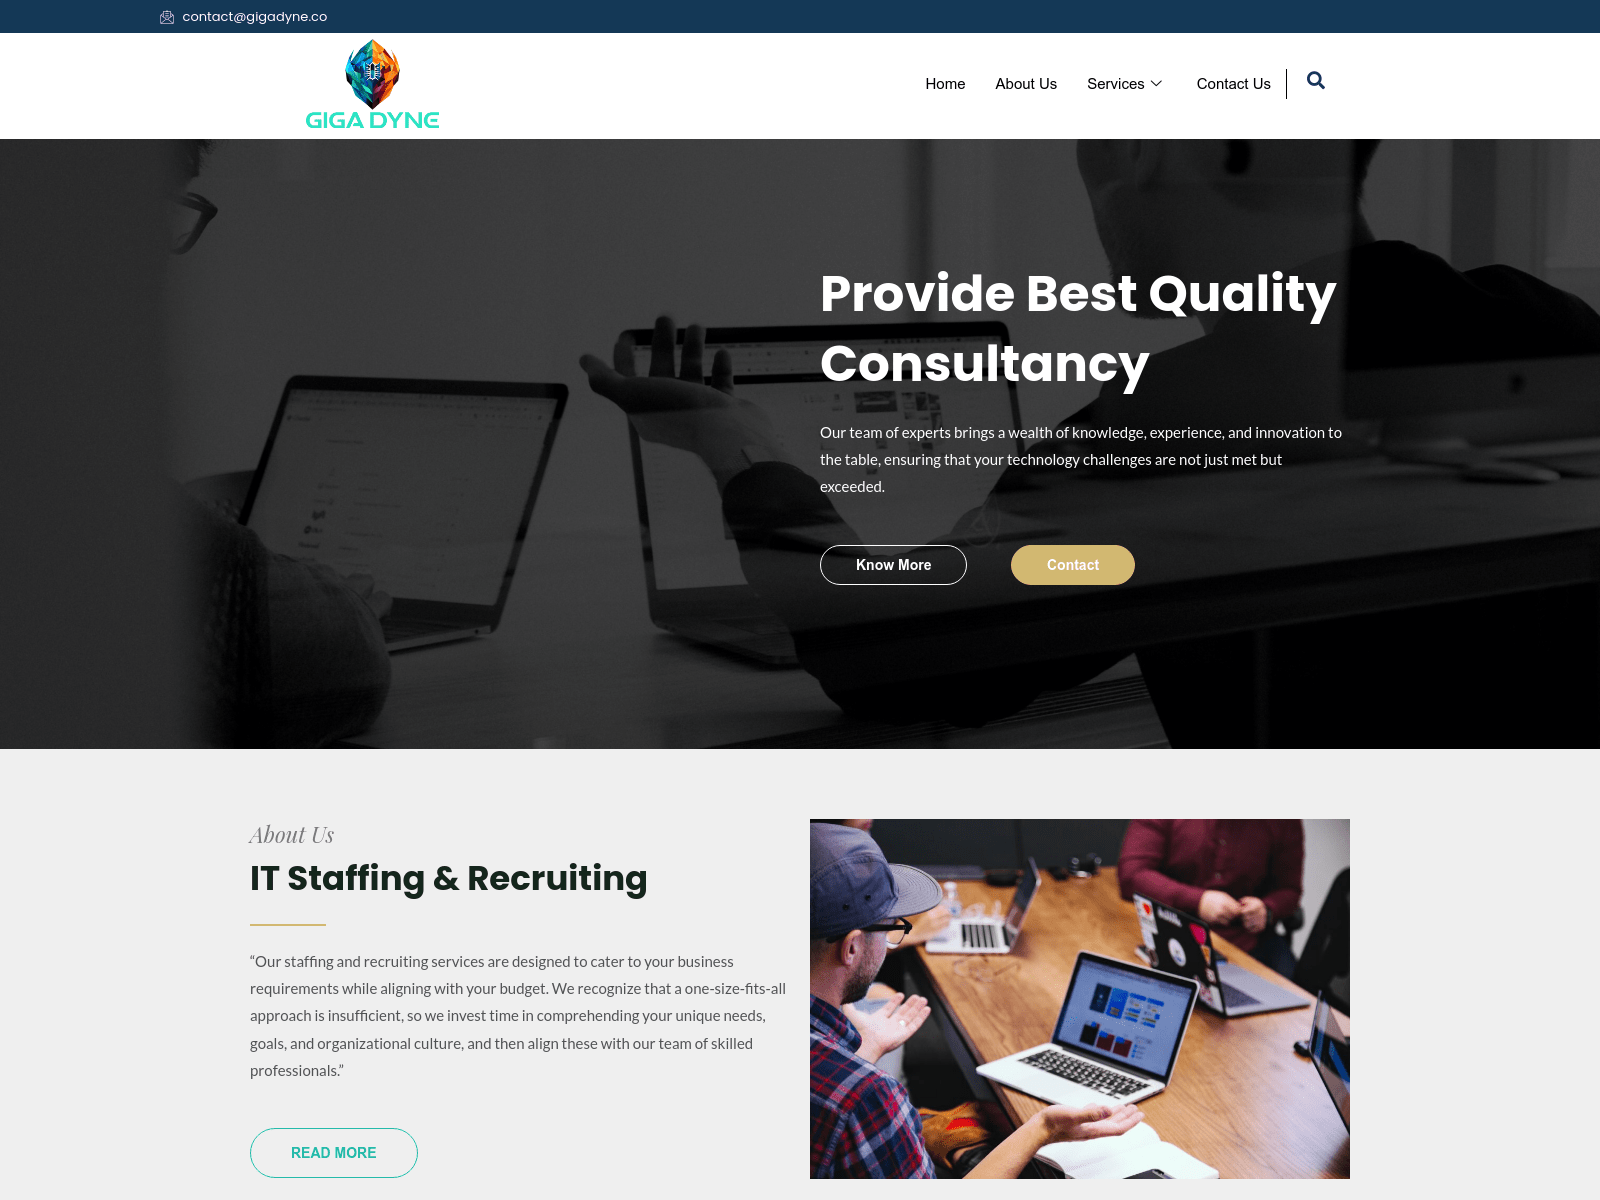 contact@gigadyne.co
GIGA DYNE
Home
About Us
Services
Contact Us
Provide Best Quality
Consultancy
Our team of experts brings a wealth of knowledge, experience, and innovation to
the table, ensuring that your technology challenges are not just met but
exceeded.
Know More
Contact
About Us
IT Staffing & Recruiting
“Our staffing and recruiting services are designed to cater to your business
requirements while aligning with your budget. We recognize that a one-size-fits-all
approach is insufficient, so we invest time in comprehending your unique needs,
goals, and organizational culture, and then align these with our team of skilled
professionals.”
READ MORE